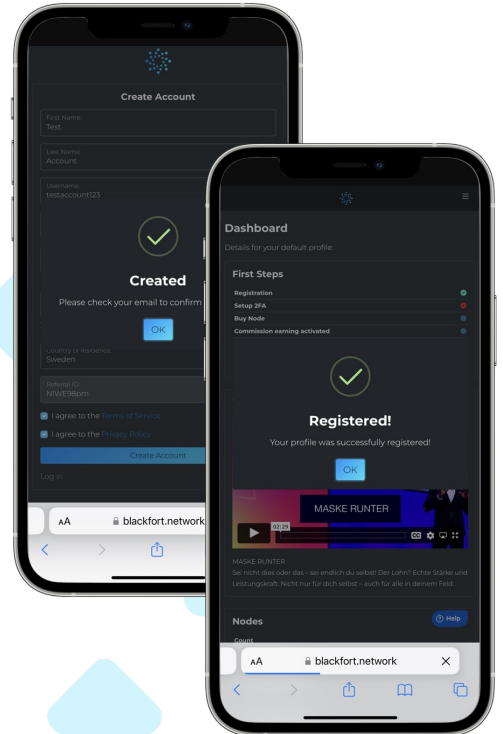 Create Account
First Name:
Test
Last Name:
Account
Username:
testaccount123
Created
Please check your email to confirm
OK
Country of Residence:
Sweden
Referral ID:
NIWE98pm
I agree to the Terms of Service
I agree to the Privacy Policy
Create Account
Log in
AA blackfort.network
Dashboard
Details for your default profile:
First Steps
Registration
Setup 2FA
Buy Node
Commission earning activated
Registered!
Your profile was successfully registered!
OK
MASKE RUNTER
02:29
CC
MASKE RUNTER
Sei nicht dies oder das – sei endlich du selbst! Der Lohn? Echte Stärke und
Leistungskraft. Nicht nur für dich selbst – auch für alle in deinem Feld.
Nodes
Help
Count
AA blackfort.network